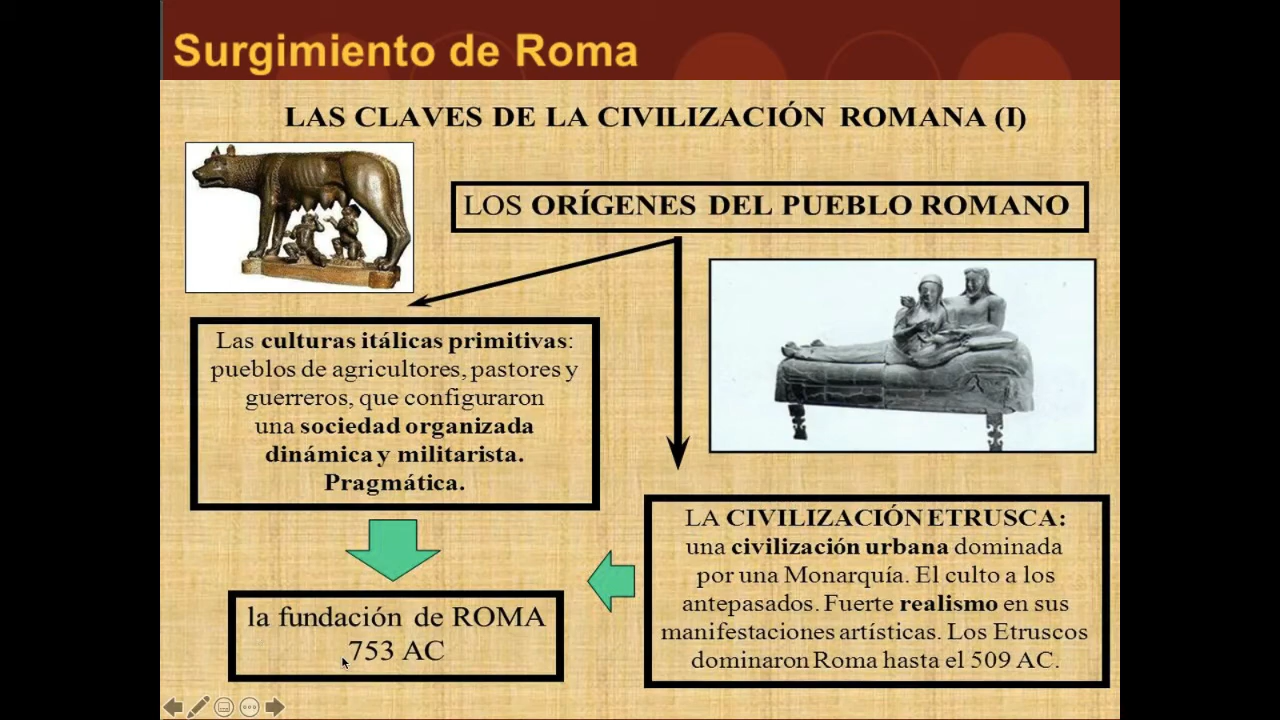 Surgimiento de Roma
LAS CLAVES DE LA CIVILIZACIÓN ROMANA (I)
LOS ORÍGENES DEL PUEBLO ROMANO
Las culturas itálicas primitivas:
pueblos de agricultores, pastores y
guerreros, que configuraron
una sociedad organizada
dinámica y militarista.
Pragmática.
LA CIVILIZACIÓN ETRUSCA:
una civilización urbana dominada
por una Monarquía. El culto a los
antepasados. Fuerte realismo en sus
manifestaciones artísticas. Los Etruscos
dominaron Roma hasta el 509 AC.
la fundación de ROMA
753 AC